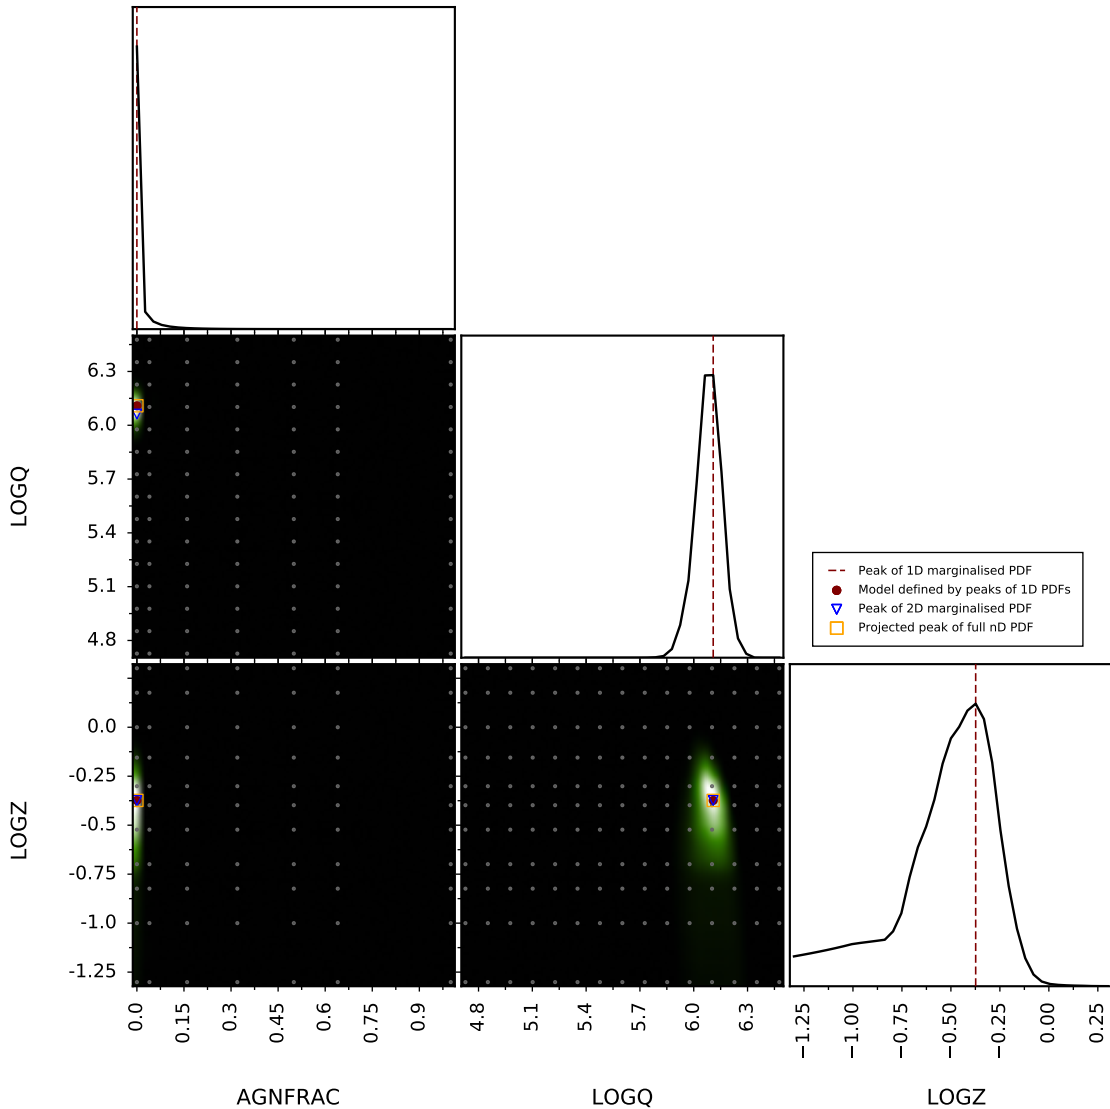 6.3
6.0
5.7
5.4
5.1
4.8
LOGQ
Peak of 1D marginalised PDF
Model defined by peaks of 1D PDFs
Peak of 2D marginalised PDF
Projected peak of full nD PDF
0.0
-0.25
-0.5
-0.75
-1.0
-1.25
LOGZ
0.0 0.15 0.3 0.45 0.6 0.75 0.9
4.8 5.1 5.4 5.7 6.0 6.3
−1.25 −1.00 −0.75 −0.50 −0.25 0.00 0.25
AGNFRAC LOGQ LOGZ